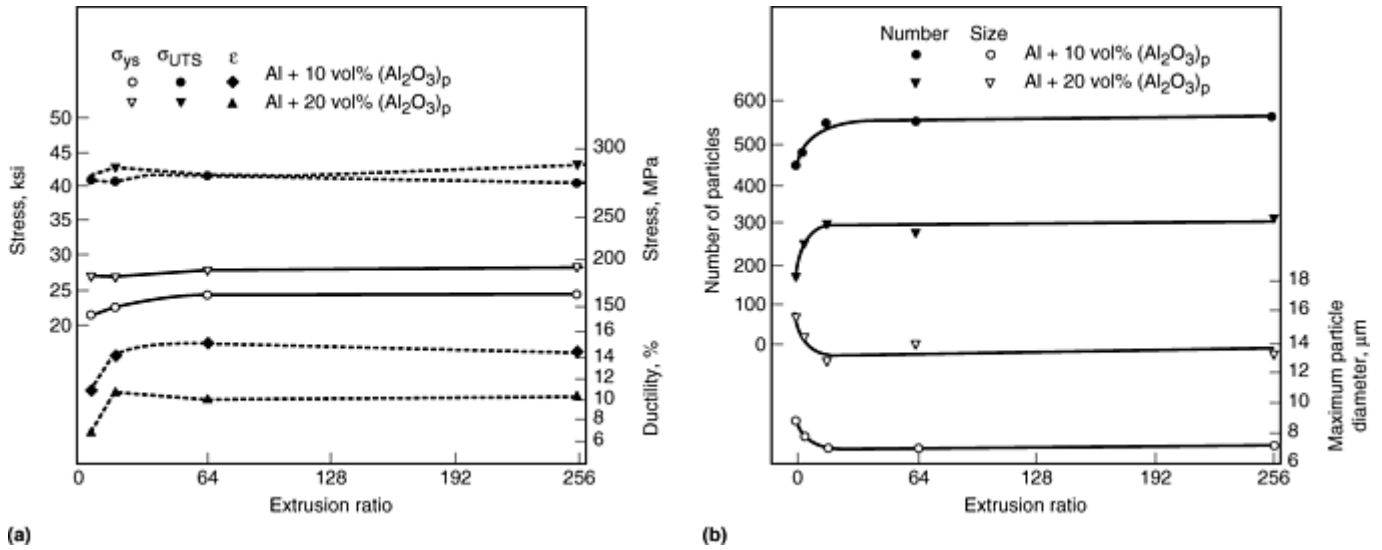 σys σUTS ε
Al + 10 vol% (Al2O3)p
Al + 20 vol% (Al2O3)p
Stress, ksi
50
45
40
35
30
25
20
300
250
200
150
Stress, MPa
16
14
12
10
8
6
Ductility, %
0 64 128 192 256
Extrusion ratio
(a)
Number Size
Al + 10 vol% (Al2O3)p
Al + 20 vol% (Al2O3)p
Number of particles
600
500
400
300
200
100
0
18
16
14
12
10
8
6
Maximum particle
diameter, μm
0 64 128 192 256
Extrusion ratio
(b)